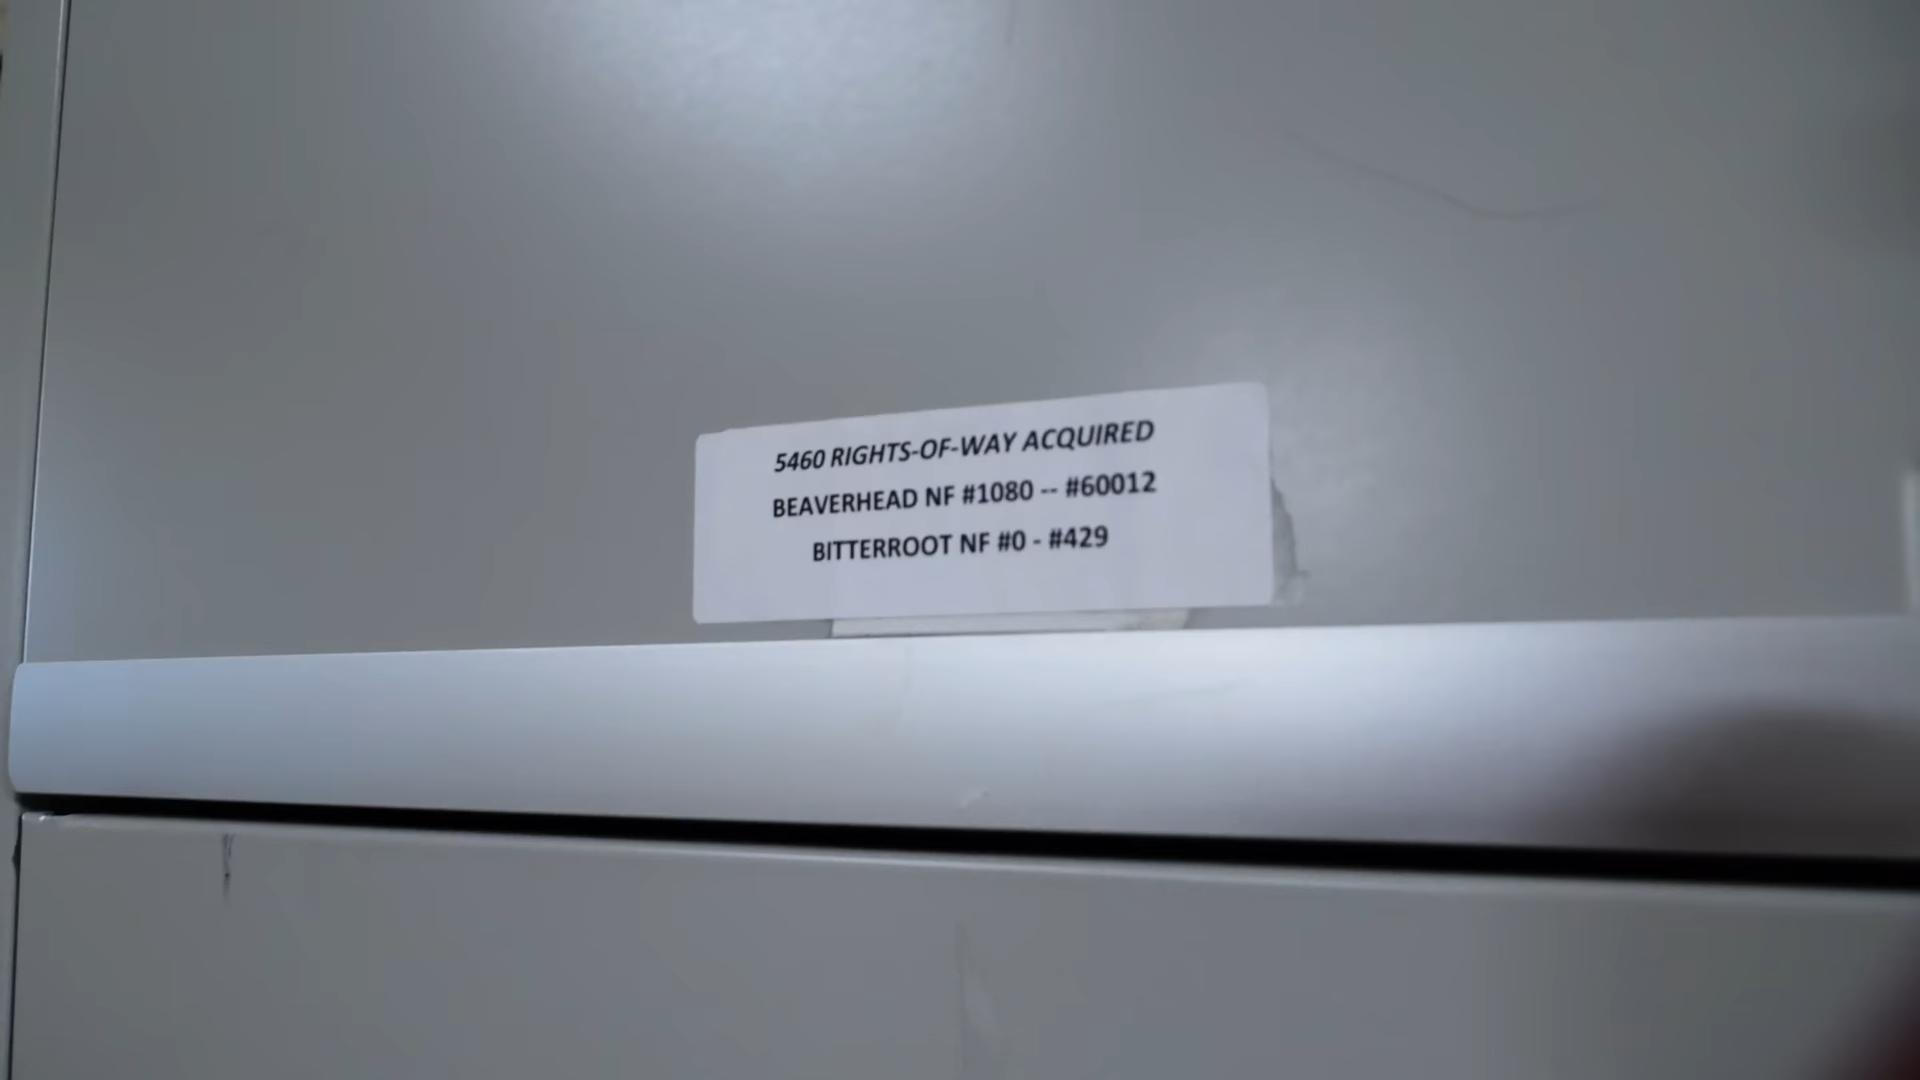 5460 RIGHTS-OF-WAY ACQUIRED
BEAVERHEAD NF #1080 -- #60012
BITTERROOT NF #0 - #429